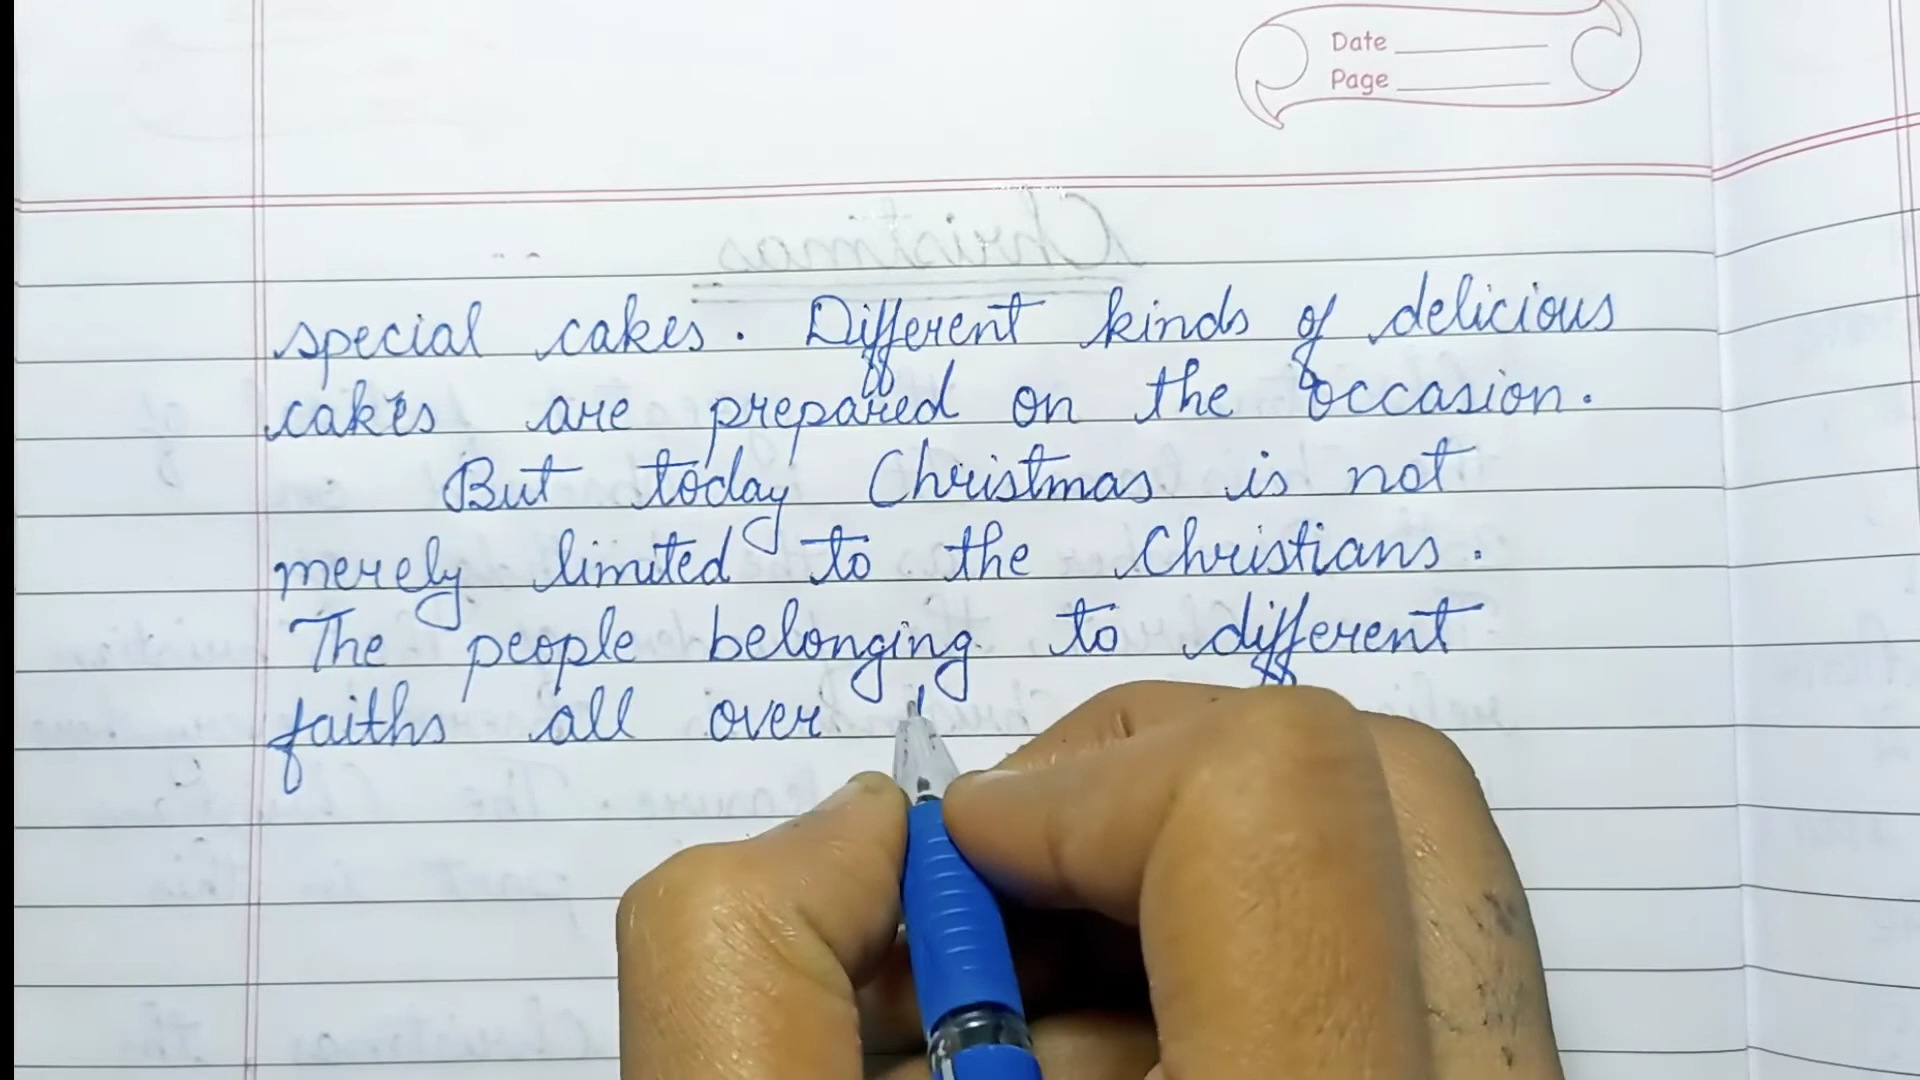 Date
Page
special cakes. Different kinds of delicious
cakes are prepared on the occasion.
But today Christmas is not
merely limited to the Christians.
The people belonging to different
faiths all over